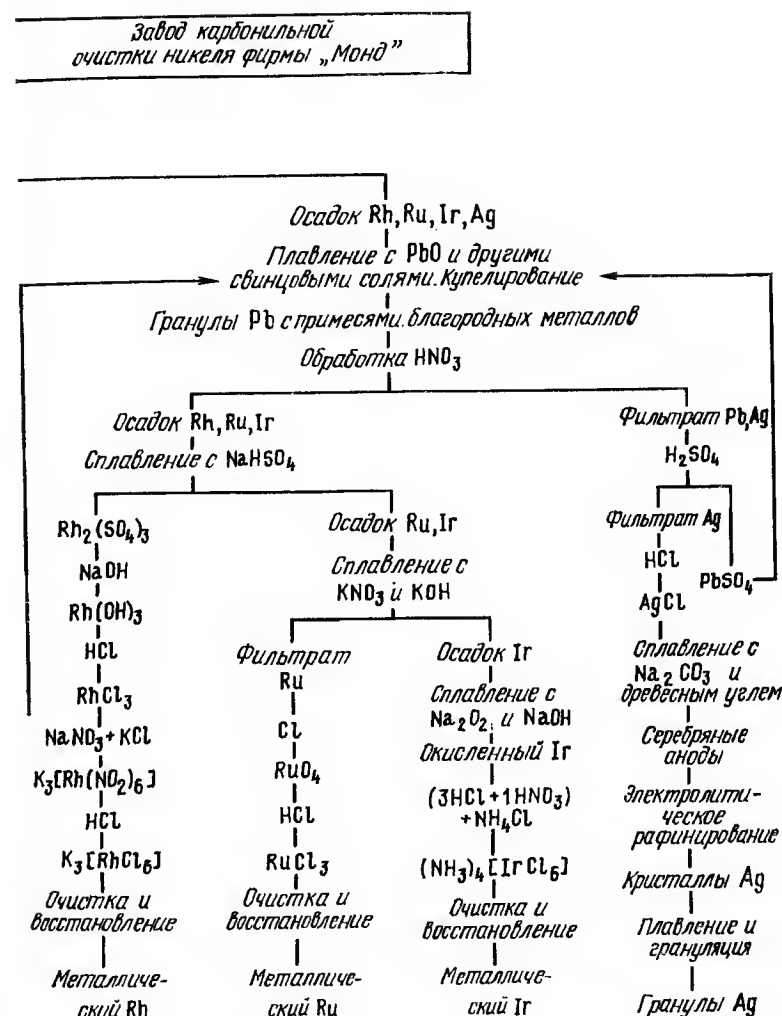 Завод карбонильной
очистки никеля фирмы „Монд”
Осадок Rh, Ru, Ir, Ag
Плавление с PbO и другими
свинцовыми солями. Купелирование
Гранулы Pb с примесями. благородных металлов
Обработка HNO₃
Осадок Rh, Ru, Ir
Сплавление с NaHSO₄
Rh₂(SO₄)₃
NaOH
Rh(OH)₃
HCl
RhCl₃
NaNO₃+KCl
K₃[Rh(NO₂)₆]
HCl
K₃[RhCl₆]
Очистка и
восстановление
Металличе-
ский Rh
Осадок Ru, Ir
Сплавление с
KNO₃ и KOH
Фильтрат
Ru
Cl
RuO₄
HCl
RuCl₃
Очистка и
восстановление
Металличе-
ский Ru
Осадок Ir
Сплавление с
Na₂O₂ и NaOH
Окисленный Ir
(3HCl+1HNO₃)
+NH₄Cl
(NH₃)₄[IrCl₆]
Очистка и
восстановление
Металличе-
ский Ir
Фильтрат Pb,Ag
H₂SO₄
Фильтрат Ag
HCl
AgCl
PbSO₄
Сплавление с
Na₂CO₃ и
древесным углем
Серебряные
аноды
Электролити-
ческое
рафинирование
Кристаллы Ag
Плавление и
грануляция
Гранулы Ag